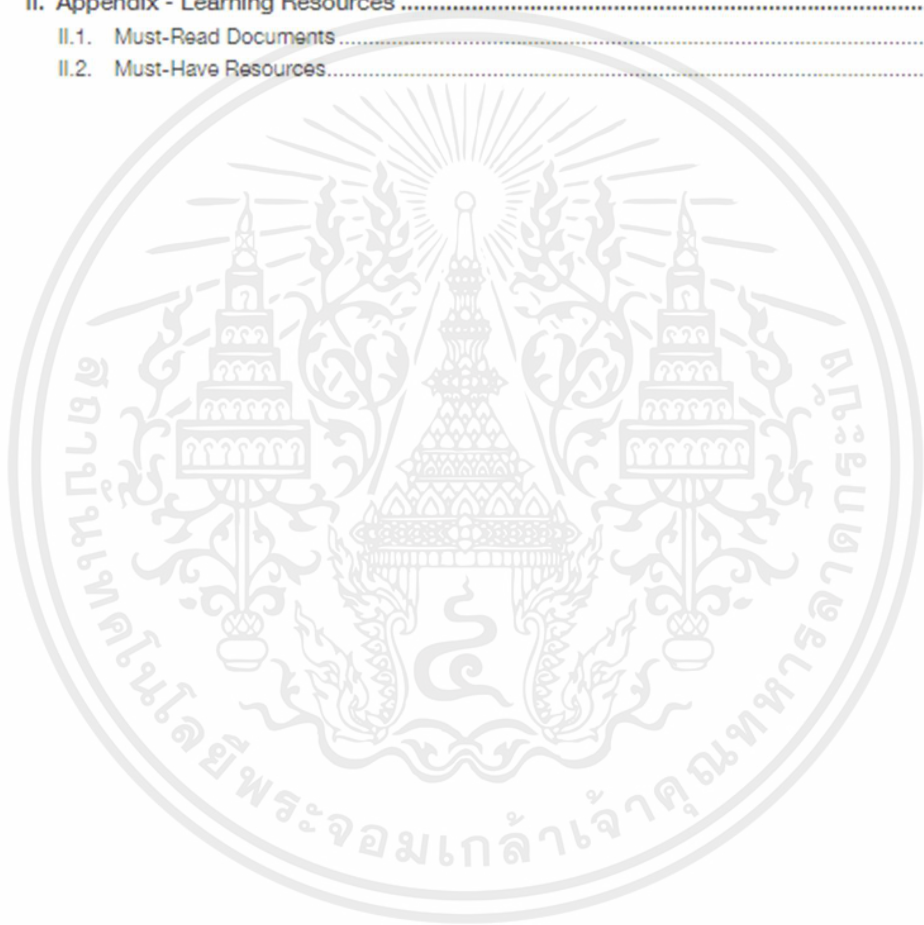 II. Appendix - Learning Resources
II.1. Must-Read Documents
II.2. Must-Have Resources
สถาบันเทคโนโลยีพระจอมเกล้าเจ้าคุณทหารลาดกระบัง
๔